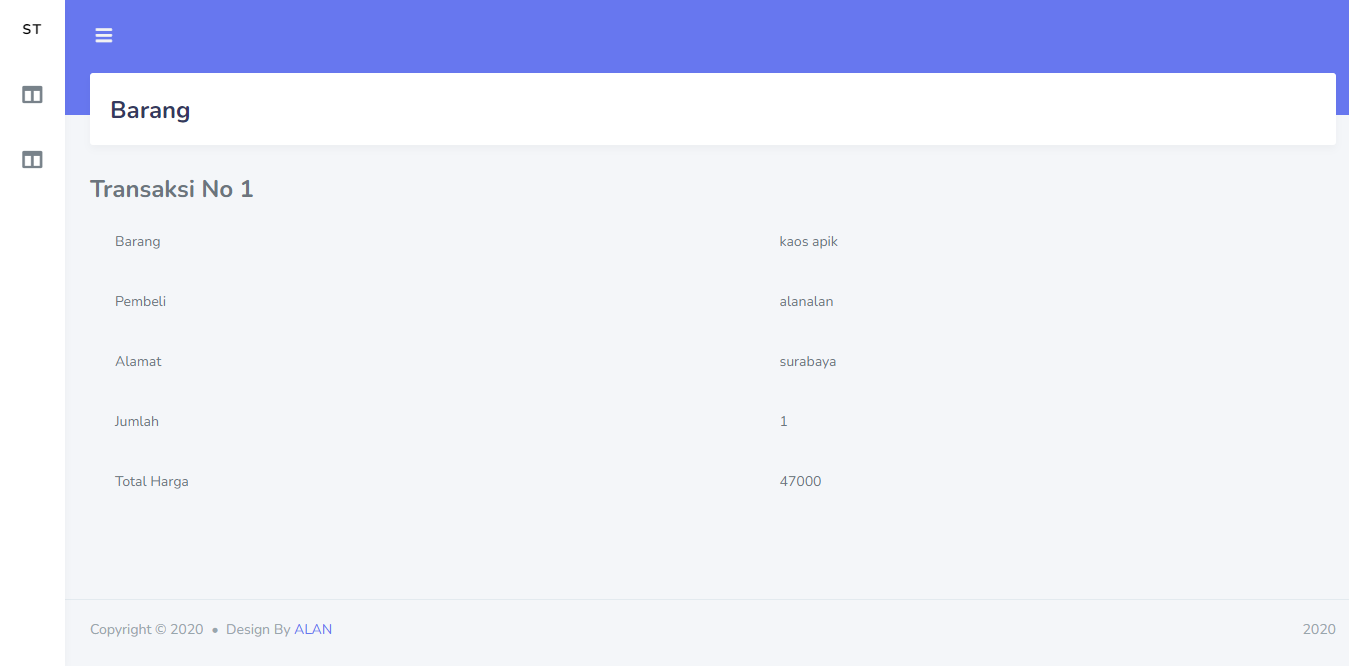 ST
Barang
Transaksi No 1
Barang kaos apik
Pembeli alanalan
Alamat surabaya
Jumlah 1
Total Harga 47000
Copyright © 2020 • Design By ALAN 2020